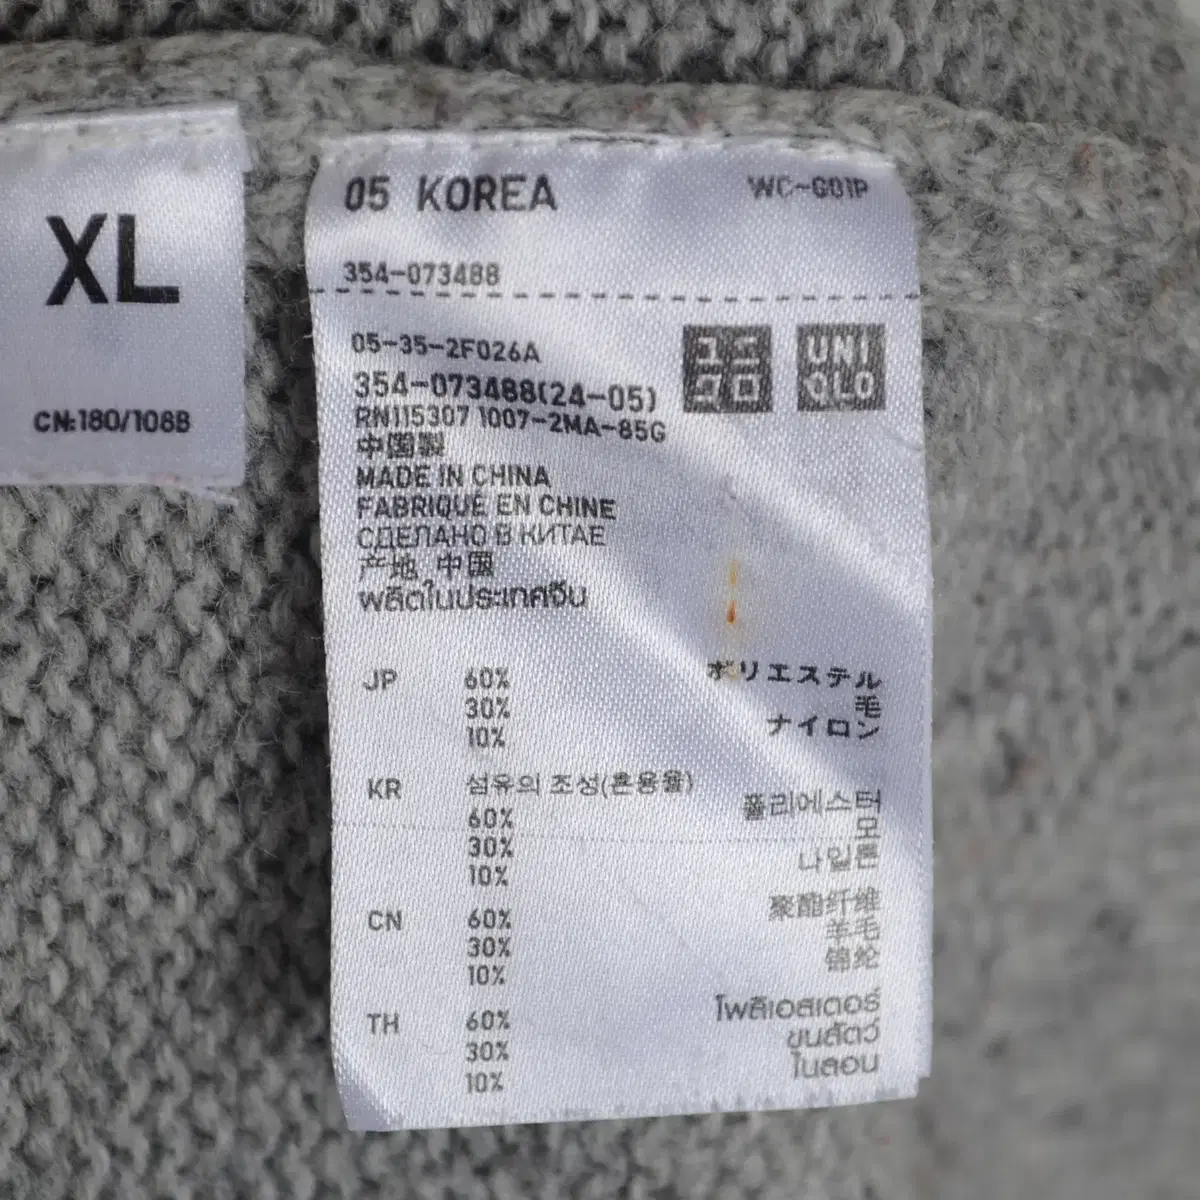 XL
CN:180/108B
05 KOREA
WC-G01P
354-073488
05-35-2F026A
354-073488(24-05)
RN115307 1007-2MA-85G
ユニ
クロ
UNI
QLO
中国製
MADE IN CHINA
FABRIQUÉ EN CHINE
СДЕЛАНО В КИТАЕ
产地 中国
ผลิตในประเทศจีน
JP 60% ポリエステル
30% 毛
10% ナイロン
KR 섬유의 조성(혼용율)
60% 폴리에스터
30% 모
10% 나일론
CN 60% 聚酯纤维
30% 羊毛
10% 锦纶
TH 60% โพลิเอสเตอร์
30% ขนสัตว์
10% ไนลอน